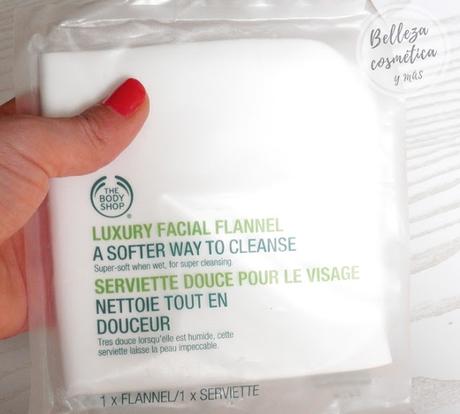 Belleza
cosmética
y más
THE
BODY
SHOP
LUXURY FACIAL FLANNEL
A SOFTER WAY TO CLEANSE
Super-soft when wet, for super cleansing.
SERVIETTE DOUCE POUR LE VISAGE
NETTOIE TOUT EN
DOUCEUR
Tres douce lorsqu'elle est humide, cette
serviette laisse la peau impeccable.
1 x FLANNEL/1 x SERVIETTE